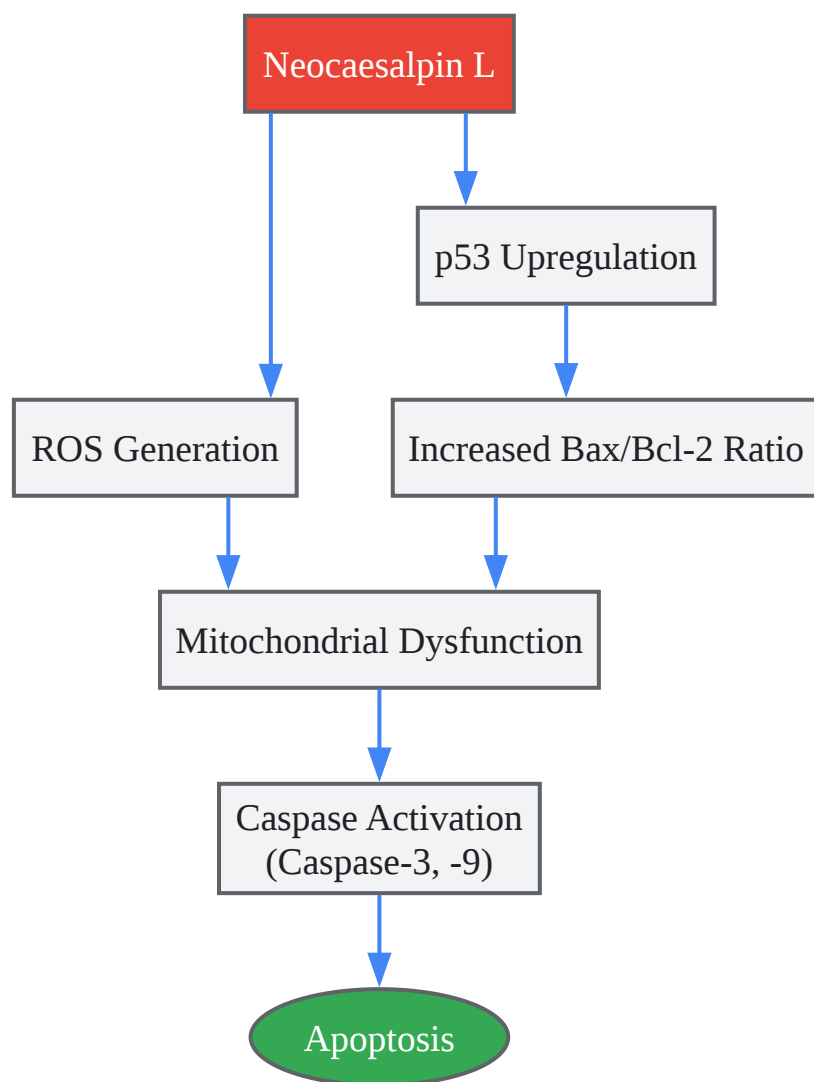 Neocaesalpin L
p53 Upregulation
ROS Generation
Increased Bax/Bcl-2 Ratio
Mitochondrial Dysfunction
Caspase Activation
(Caspase-3, -9)
Apoptosis